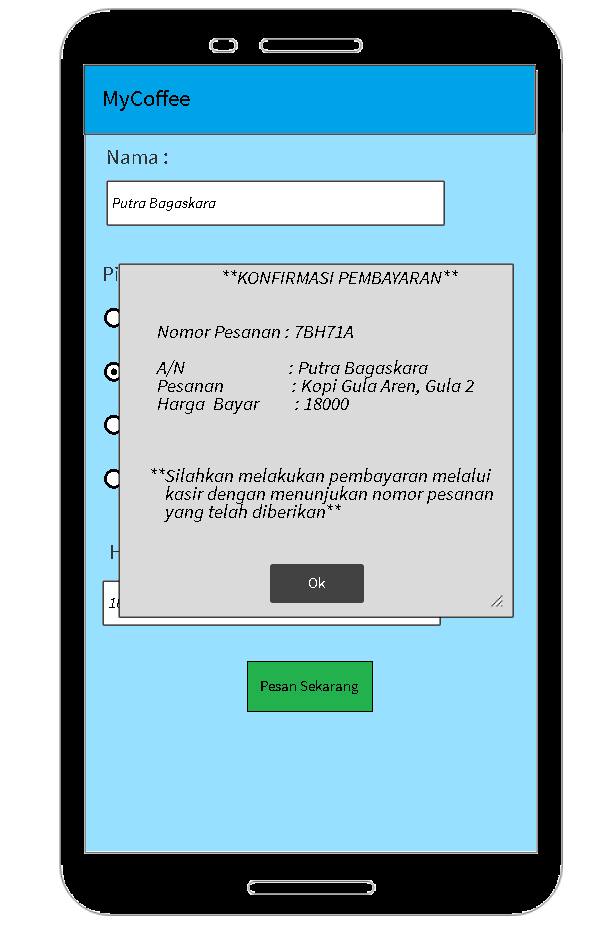 MyCoffee
Nama :
Putra Bagaskara
Pi
**KONFIRMASI PEMBAYARAN**
Nomor Pesanan : 7BH71A
A/N : Putra Bagaskara
Pesanan : Kopi Gula Aren, Gula 2
Harga Bayar : 18000
**Silahkan melakukan pembayaran melalui
kasir dengan menunjukan nomor pesanan
yang telah diberikan**
H
Ok
Pesan Sekarang